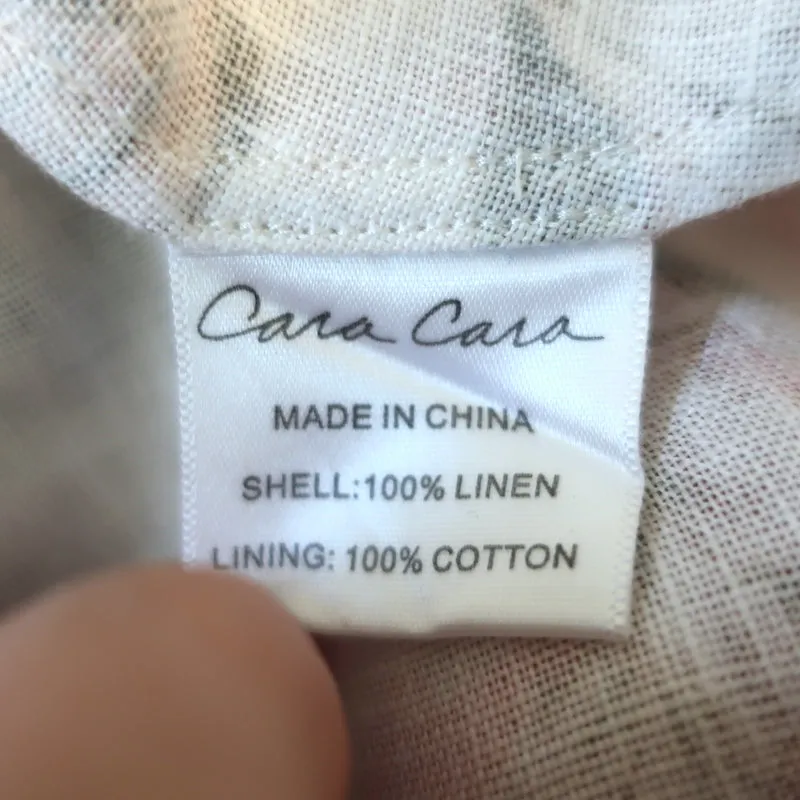 Cara Cara
MADE IN CHINA
SHELL:100% LINEN
LINING: 100% COTTON